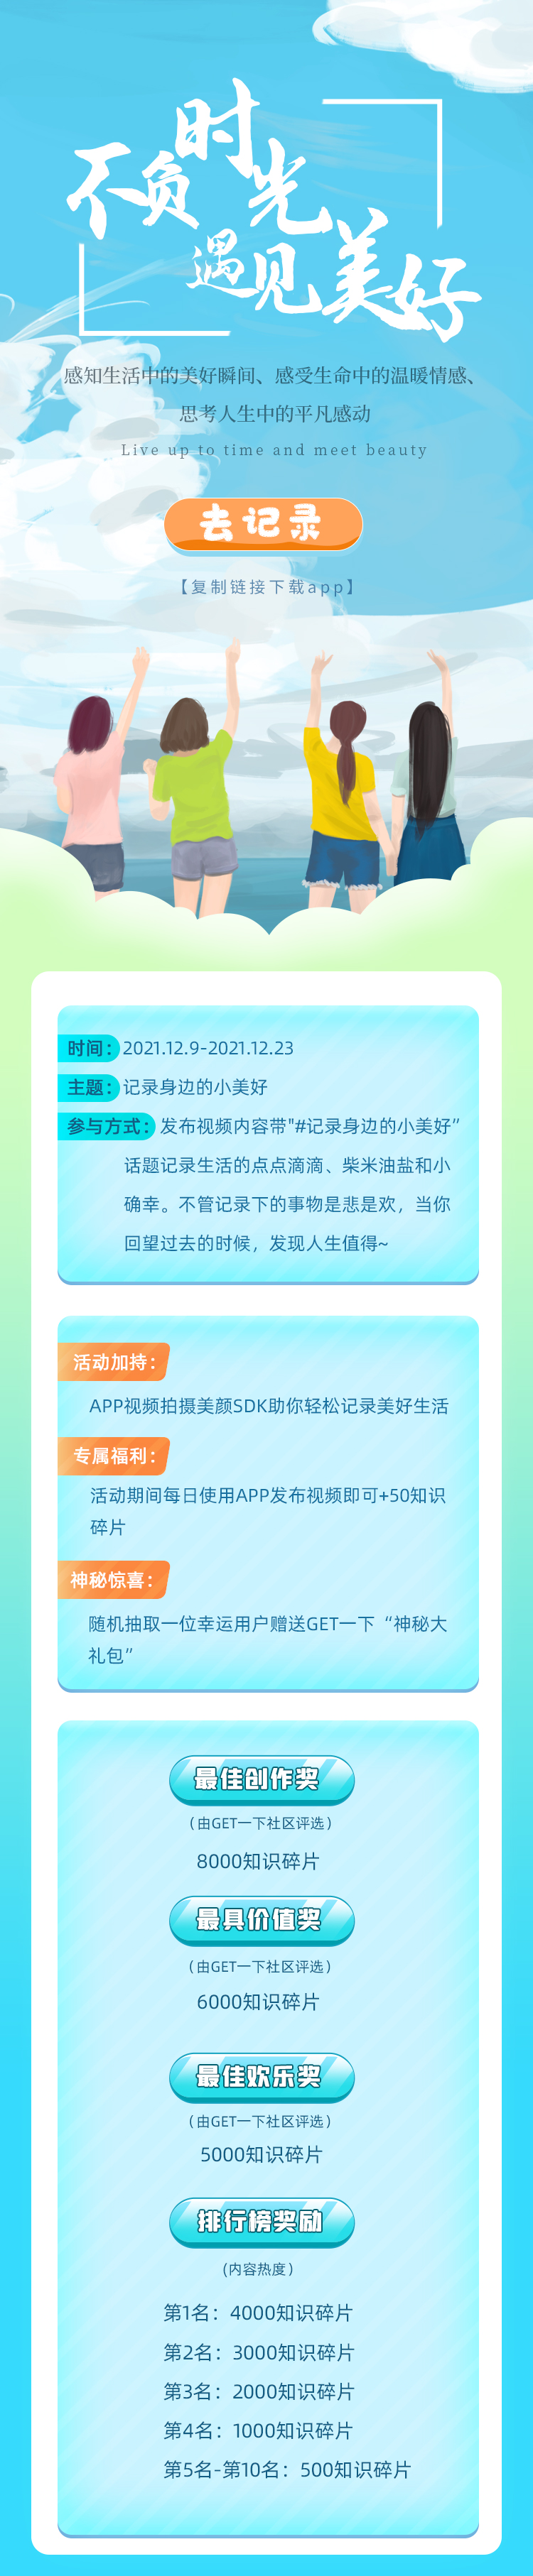 不负时光
遇见美好
感知生活中的美好瞬间、感受生命中的温暖情感、
思考人生中的平凡感动
Live up to time and meet beauty
去记录
【复制链接下载app】
时间：2021.12.9-2021.12.23
主题：记录身边的小美好
参与方式：发布视频内容带"#记录身边的小美好”
话题记录生活的点点滴滴、柴米油盐和小
确幸。不管记录下的事物是悲是欢，当你
回望过去的时候，发现人生值得~
活动加持：
APP视频拍摄美颜SDK助你轻松记录美好生活
专属福利：
活动期间每日使用APP发布视频即可+50知识
碎片
神秘惊喜：
随机抽取一位幸运用户赠送GET一下“神秘大
礼包”
最佳创作奖
（由GET一下社区评选）
8000知识碎片
最具价值奖
（由GET一下社区评选）
6000知识碎片
最佳欢乐奖
（由GET一下社区评选）
5000知识碎片
排行榜奖励
（内容热度）
第1名：4000知识碎片
第2名：3000知识碎片
第3名：2000知识碎片
第4名：1000知识碎片
第5名-第10名：500知识碎片